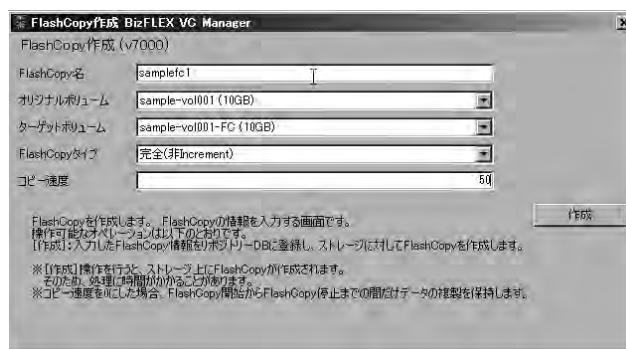 FlashCopy作成 BizFLEX VC Manager
FlashCopy作成 (v7000)
FlashCopy名 samplefc1
オリジナルボリューム sample-vol001 (10GB)
ターゲットボリューム sample-vol001-FC (10GB)
FlashCopyタイプ 完全(非Increment)
コピー速度 50
作成
FlashCopyを作成します。 FlashCopyの情報を入力する画面です。
操作可能なオペレーションは以下のとおりです。
[作成]:入力したFlashCopy情報をリポジトリーDBに登録し、ストレージに対してFlashCopyを作成します。
※[作成]操作を行うと、ストレージ上にFlashCopyが作成されます。
そのため、処理に時間がかかることがあります。
※コピー速度を0にした場合、FlashCopy開始からFlashCopy停止までの間だけデータの複製を保持します。